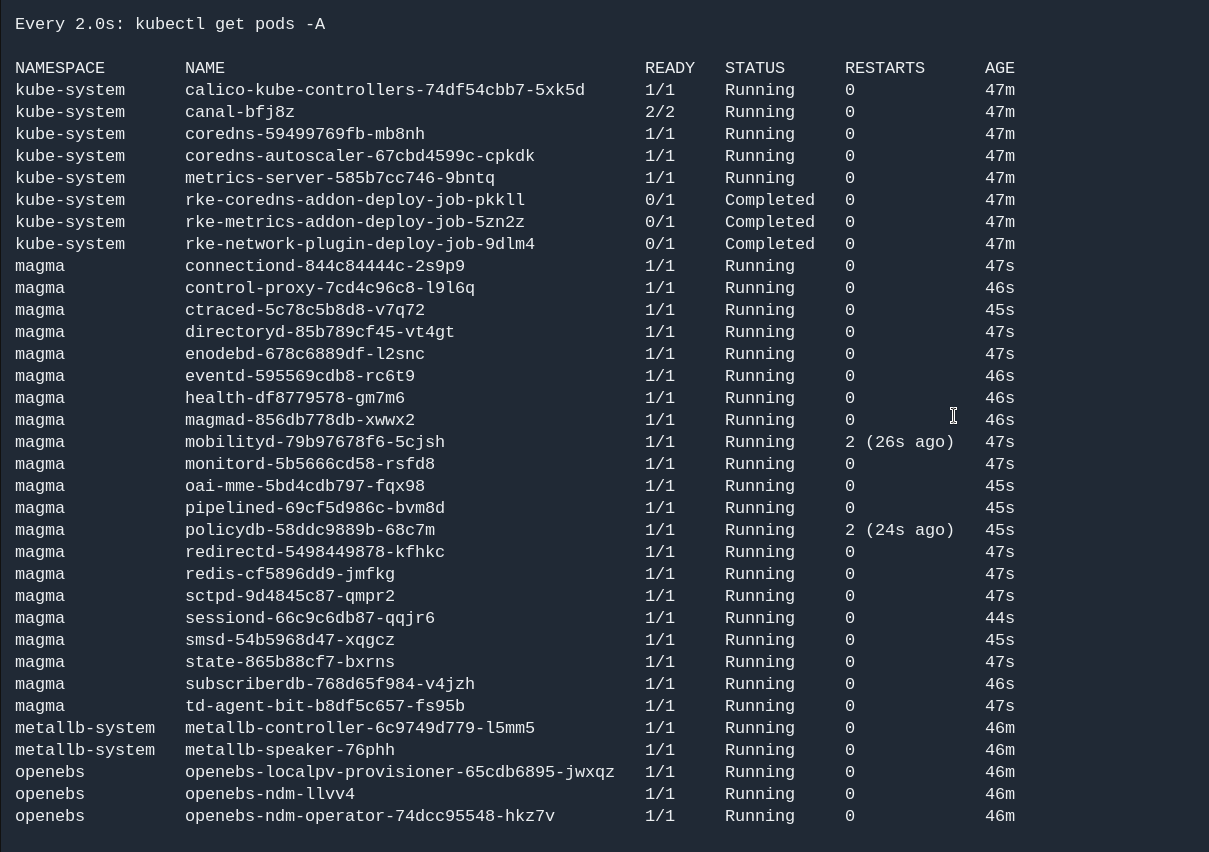 Every 2.0s: kubectl get pods -A
NAMESPACE NAME READY STATUS RESTARTS AGE
kube-system calico-kube-controllers-74df54cbb7-5xk5d 1/1 Running 0 47m
kube-system canal-bfj8z 2/2 Running 0 47m
kube-system coredns-59499769fb-mb8nh 1/1 Running 0 47m
kube-system coredns-autoscaler-67cbd4599c-cpkdk 1/1 Running 0 47m
kube-system metrics-server-585b7cc746-9bntq 1/1 Running 0 47m
kube-system rke-coredns-addon-deploy-job-pkkll 0/1 Completed 0 47m
kube-system rke-metrics-addon-deploy-job-5zn2z 0/1 Completed 0 47m
kube-system rke-network-plugin-deploy-job-9dlm4 0/1 Completed 0 47m
magma connectiond-844c84444c-2s9p9 1/1 Running 0 47s
magma control-proxy-7cd4c96c8-l9l6q 1/1 Running 0 46s
magma ctraced-5c78c5b8d8-v7q72 1/1 Running 0 45s
magma directoryd-85b789cf45-vt4gt 1/1 Running 0 47s
magma enodebd-678c6889df-l2snc 1/1 Running 0 47s
magma eventd-595569cdb8-rc6t9 1/1 Running 0 46s
magma health-df8779578-gm7m6 1/1 Running 0 46s
magma magmad-856db778db-xwwx2 1/1 Running 0 46s
magma mobilityd-79b97678f6-5cjsh 1/1 Running 2 (26s ago) 47s
magma monitord-5b5666cd58-rsfd8 1/1 Running 0 47s
magma oai-mme-5bd4cdb797-fqx98 1/1 Running 0 45s
magma pipelined-69cf5d986c-bvm8d 1/1 Running 0 45s
magma policydb-58ddc9889b-68c7m 1/1 Running 2 (24s ago) 45s
magma redirectd-5498449878-kfhkc 1/1 Running 0 47s
magma redis-cf5896dd9-jmfkg 1/1 Running 0 47s
magma sctpd-9d4845c87-qmpr2 1/1 Running 0 47s
magma sessiond-66c9c6db87-qqjr6 1/1 Running 0 44s
magma smsd-54b5968d47-xqgcz 1/1 Running 0 45s
magma state-865b88cf7-bxrns 1/1 Running 0 47s
magma subscriberdb-768d65f984-v4jzh 1/1 Running 0 46s
magma td-agent-bit-b8df5c657-fs95b 1/1 Running 0 47s
metallb-system metallb-controller-6c9749d779-l5mm5 1/1 Running 0 46m
metallb-system metallb-speaker-76phh 1/1 Running 0 46m
openebs openebs-localpv-provisioner-65cdb6895-jwxqz 1/1 Running 0 46m
openebs openebs-ndm-llvv4 1/1 Running 0 46m
openebs openebs-ndm-operator-74dcc95548-hkz7v 1/1 Running 0 46m